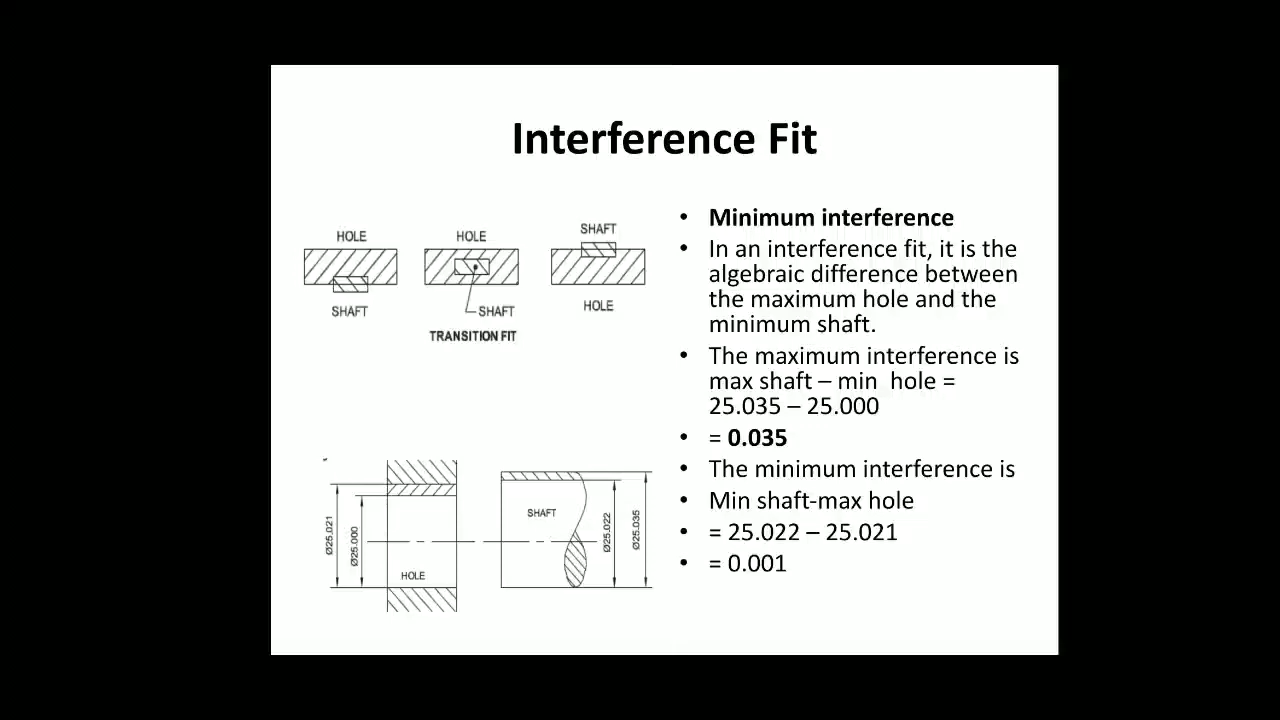 Interference Fit
HOLE
SHAFT
HOLE
SHAFT
TRANSITION FIT
SHAFT
HOLE
Ø25.021
Ø25.000
HOLE
SHAFT
Ø25.022
Ø25.035
• Minimum interference
• In an interference fit, it is the
algebraic difference between
the maximum hole and the
minimum shaft.
• The maximum interference is
max shaft – min hole =
25.035 – 25.000
• = 0.035
• The minimum interference is
• Min shaft-max hole
• = 25.022 – 25.021
• = 0.001